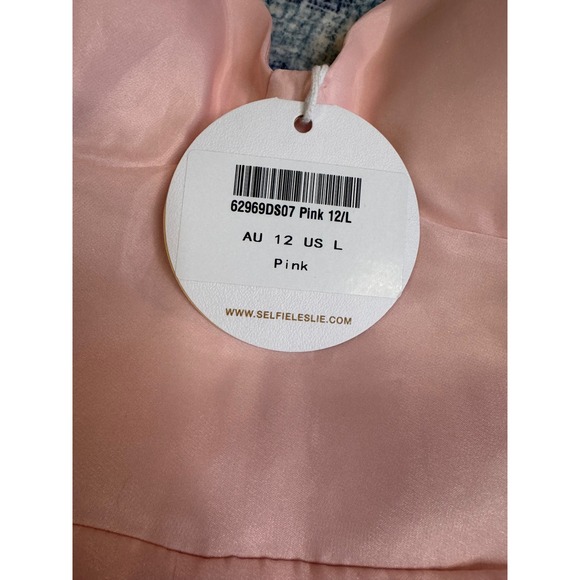 62969DS07 Pink 12/L
AU 12 US L
Pink
WWW.SELFIELESLIE.COM